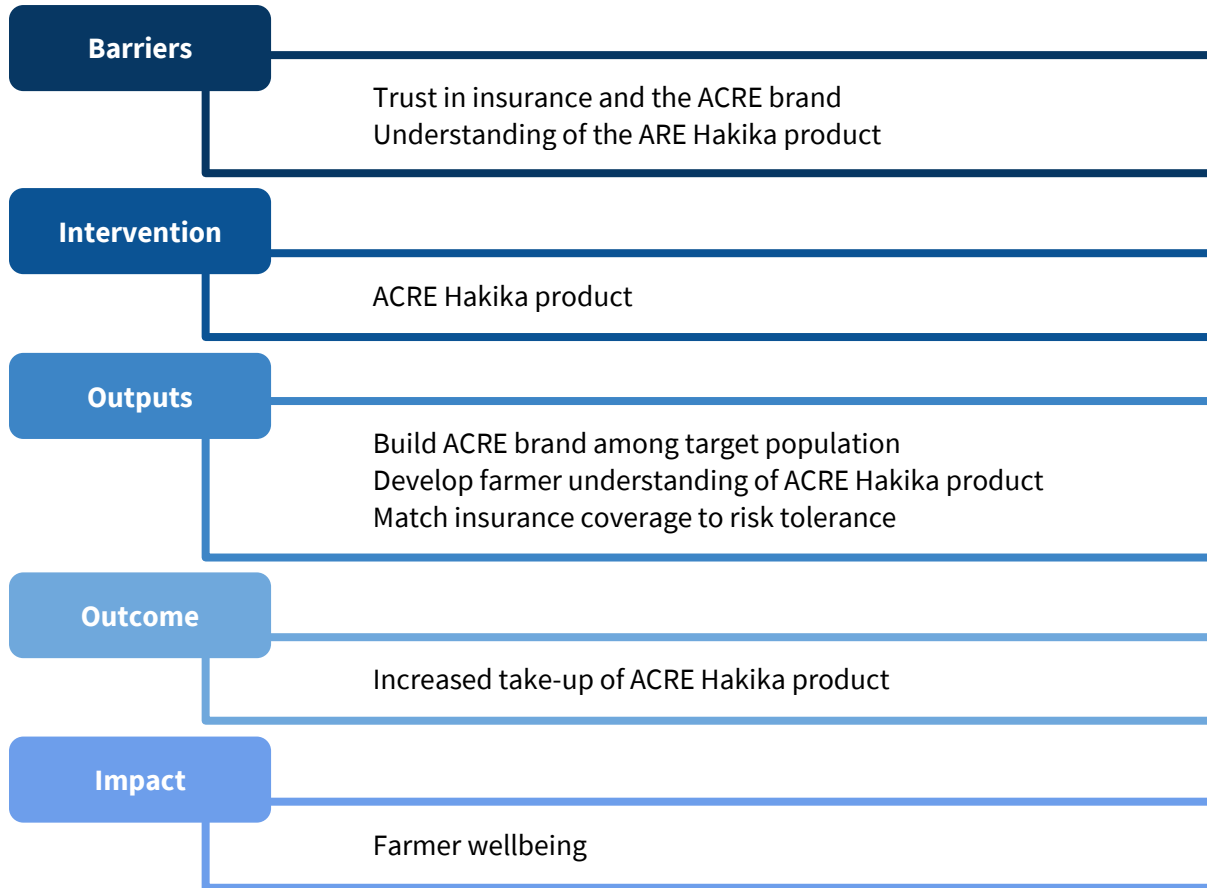 Barriers
Trust in insurance and the ACRE brand
Understanding of the ARE Hakika product
Intervention
ACRE Hakika product
Outputs
Build ACRE brand among target population
Develop farmer understanding of ACRE Hakika product
Match insurance coverage to risk tolerance
Outcome
Increased take-up of ACRE Hakika product
Impact
Farmer wellbeing